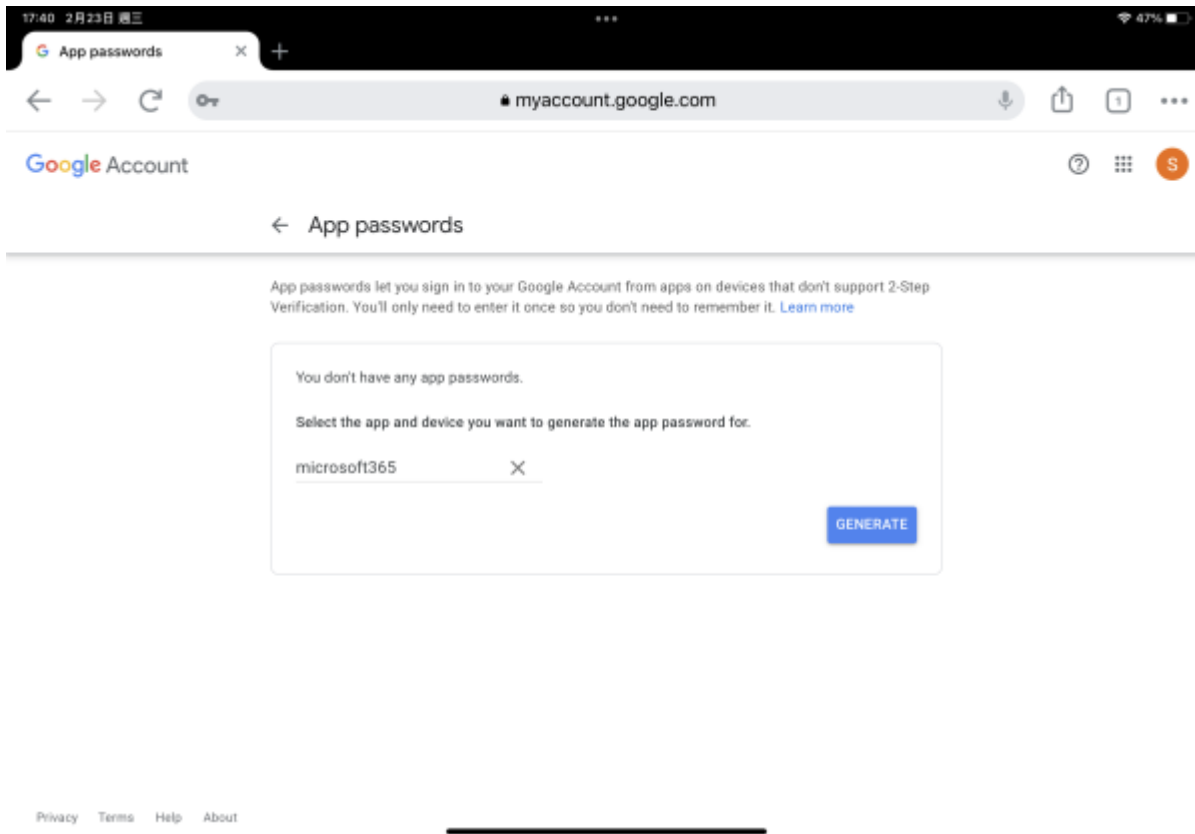 17:40 2月23日 週三
47%
App passwords
myaccount.google.com
1
Google Account
S
App passwords
App passwords let you sign in to your Google Account from apps on devices that don't support 2-Step
Verification. You'll only need to enter it once so you don't need to remember it. Learn more
You don't have any app passwords.
Select the app and device you want to generate the app password for.
microsoft365
GENERATE
Privacy Terms Help About